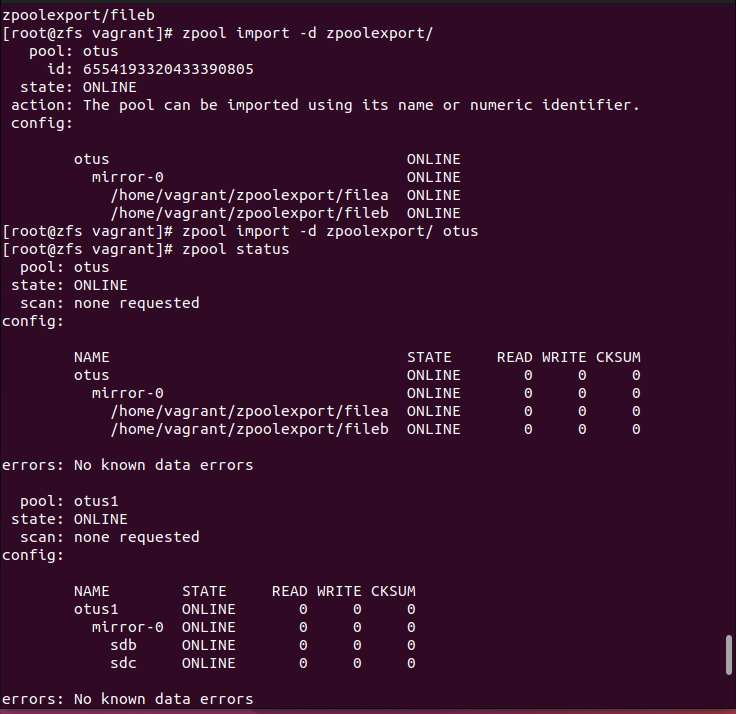 zpoolexport/fileb
[root@zfs vagrant]# zpool import -d zpoolexport/
   pool: otus
     id: 6554193320433390805
  state: ONLINE
 action: The pool can be imported using its name or numeric identifier.
 config:

        otus                                 ONLINE
          mirror-0                           ONLINE
            /home/vagrant/zpoolexport/filea  ONLINE
            /home/vagrant/zpoolexport/fileb  ONLINE
[root@zfs vagrant]# zpool import -d zpoolexport/ otus
[root@zfs vagrant]# zpool status
  pool: otus
 state: ONLINE
  scan: none requested
config:

        NAME                                 STATE     READ WRITE CKSUM
        otus                                 ONLINE       0     0     0
          mirror-0                           ONLINE       0     0     0
            /home/vagrant/zpoolexport/filea  ONLINE       0     0     0
            /home/vagrant/zpoolexport/fileb  ONLINE       0     0     0

errors: No known data errors

  pool: otus1
 state: ONLINE
  scan: none requested
config:

        NAME        STATE     READ WRITE CKSUM
        otus1       ONLINE       0     0     0
          mirror-0  ONLINE       0     0     0
            sdb     ONLINE       0     0     0
            sdc     ONLINE       0     0     0

errors: No known data errors